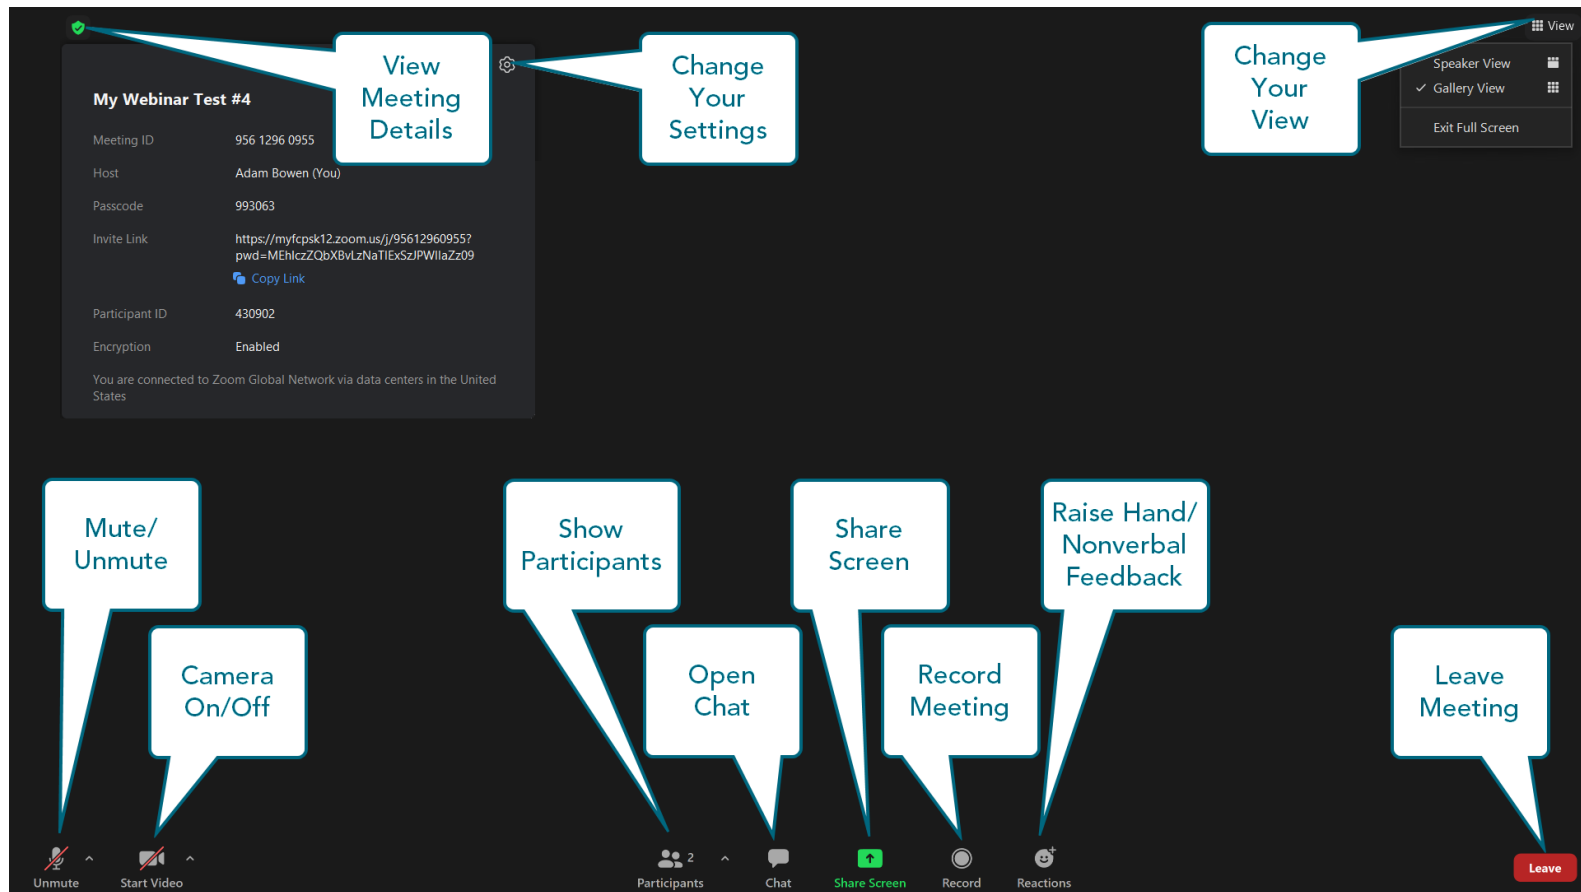 View
View
Meeting
Details
Change
Your
Settings
Change
Your
View
Speaker View
Gallery View
Exit Full Screen
My Webinar Test #4
Meeting ID 956 1296 0955
Host Adam Bowen (You)
Passcode 993063
Invite Link https://myfcpsk12.zoom.us/j/95612960955?
pwd=MEhlczZQbXBvLzNaTlExSzJPWllaZz09
Copy Link
Participant ID 430902
Encryption Enabled
You are connected to Zoom Global Network via data centers in the United
States
Mute/
Unmute
Camera
On/Off
Show
Participants
Open
Chat
Share
Screen
Record
Meeting
Raise Hand/
Nonverbal
Feedback
Leave
Meeting
2
Unmute
Start Video
Participants
Chat
Share Screen
Record
Reactions
Leave